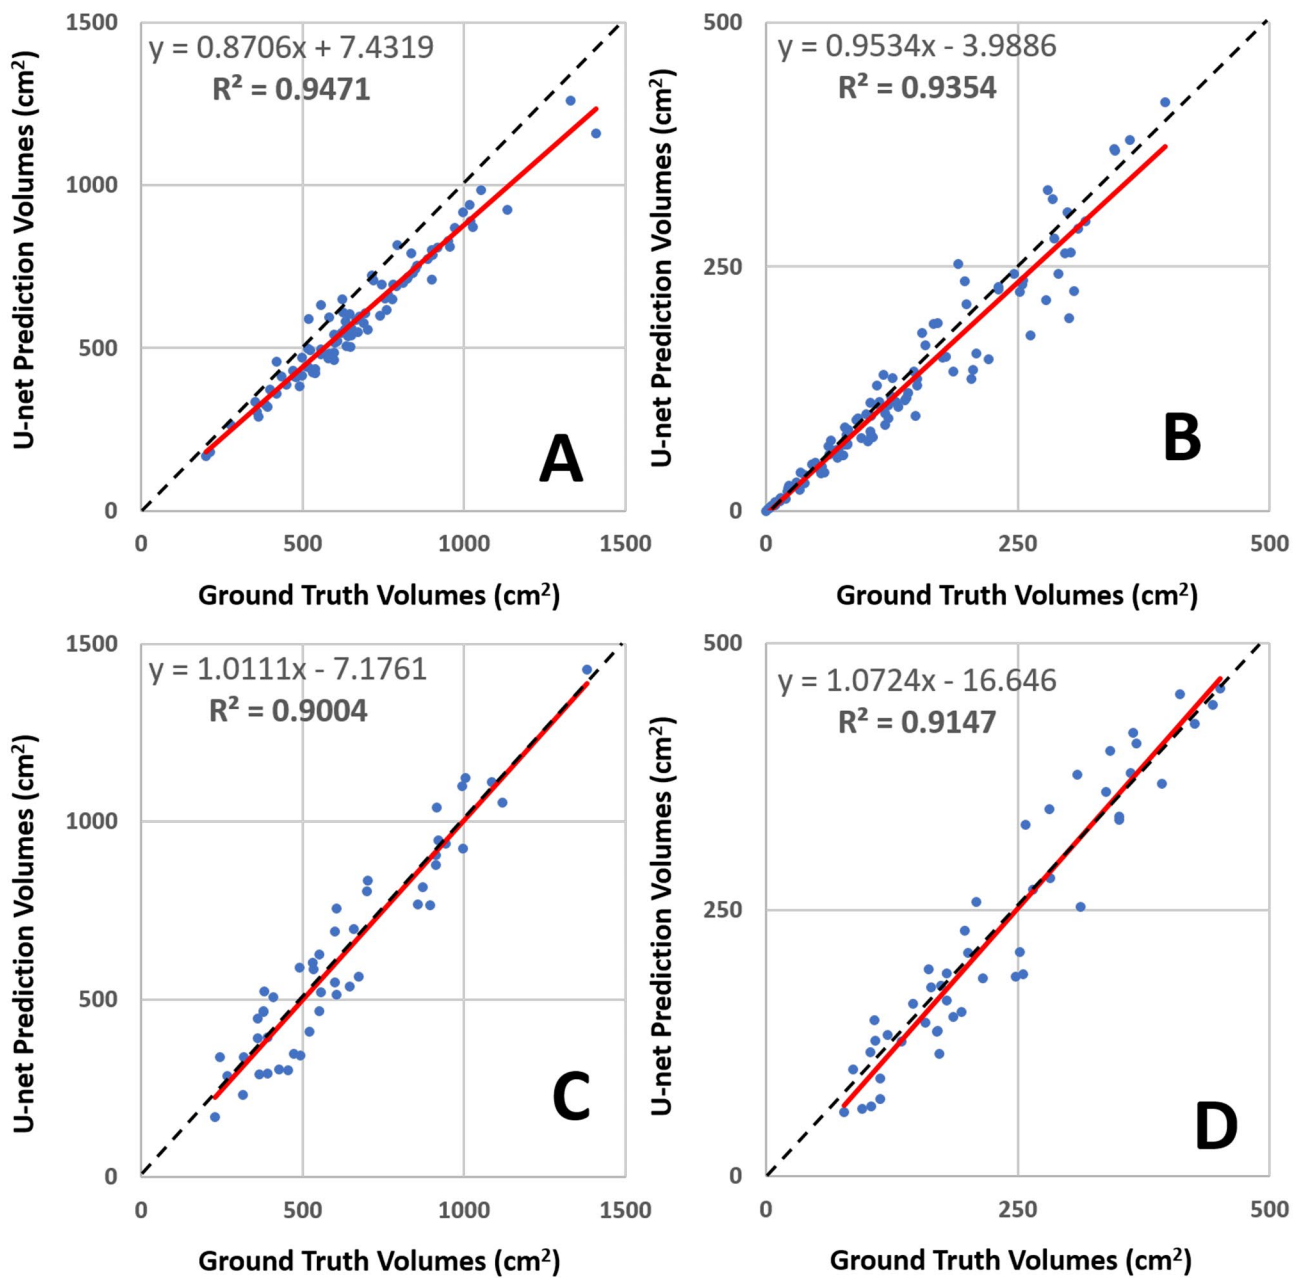 U-net Prediction Volumes (cm²)
1500
1000
500
0
y = 0.8706x + 7.4319
R² = 0.9471
A
0
500
1000
1500
Ground Truth Volumes (cm²)
U-net Prediction Volumes (cm²)
500
250
0
y = 0.9534x - 3.9886
R² = 0.9354
B
0
250
500
Ground Truth Volumes (cm²)
U-net Prediction Volumes (cm²)
1500
1000
500
0
y = 1.0111x - 7.1761
R² = 0.9004
C
0
500
1000
1500
Ground Truth Volumes (cm²)
U-net Prediction Volumes (cm²)
500
250
0
y = 1.0724x - 16.646
R² = 0.9147
D
0
250
500
Ground Truth Volumes (cm²)